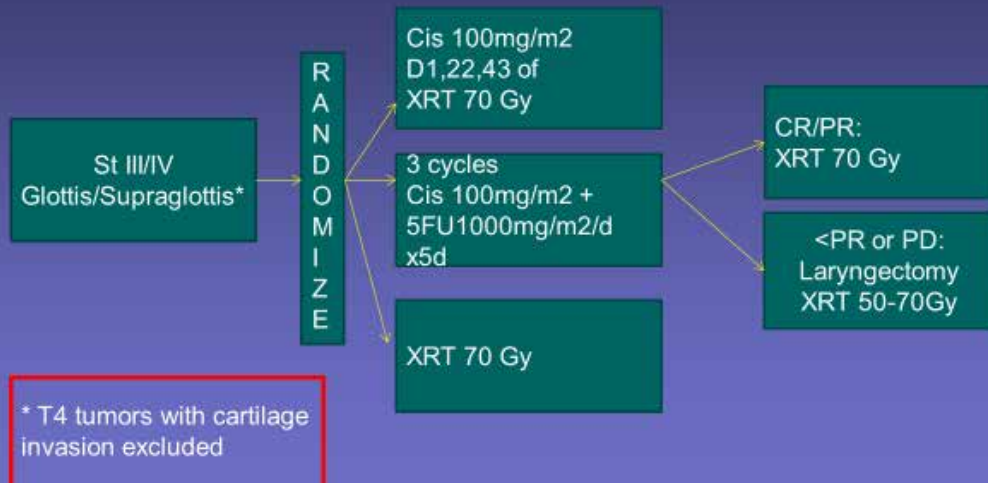 St III/IV
Glottis/Supraglottis*
R
A
N
D
O
M
I
Z
E
Cis 100mg/m2
D1,22,43 of
XRT 70 Gy
3 cycles
Cis 100mg/m2 +
5FU1000mg/m2/d
x5d
XRT 70 Gy
CR/PR:
XRT 70 Gy
<PR or PD:
Laryngectomy
XRT 50-70Gy
* T4 tumors with cartilage
invasion excluded